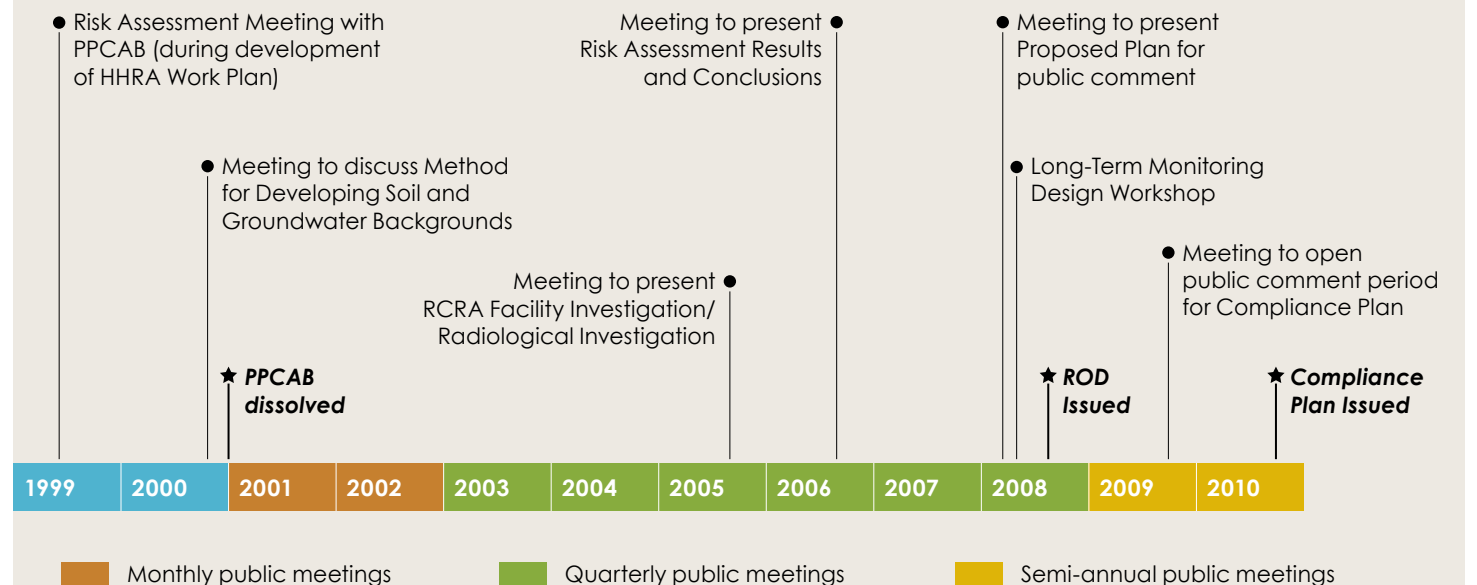 Risk Assessment Meeting with
PPCAB (during development
of HHRA Work Plan)
Meeting to present
Risk Assessment Results
and Conclusions
Meeting to present
Proposed Plan for
public comment
Meeting to discuss Method
for Developing Soil and
Groundwater Backgrounds
Long-Term Monitoring
Design Workshop
Meeting to present
RCRA Facility Investigation/
Radiological Investigation
Meeting to open
public comment period
for Compliance Plan
PPCAB
dissolved
ROD
Issued
Compliance
Plan Issued
1999 2000 2001 2002 2003 2004 2005 2006 2007 2008 2009 2010
Monthly public meetings Quarterly public meetings Semi-annual public meetings